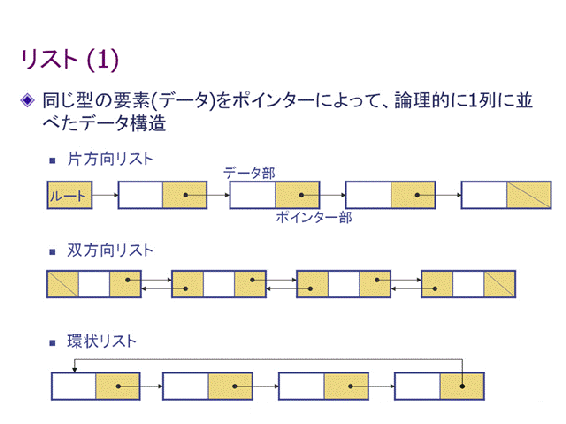 リスト (1)
同じ型の要素(データ)をポインターによって、論理的に1列に並
べたデータ構造
片方向リスト
データ部
ルート
ポインター部
双方向リスト
環状リスト